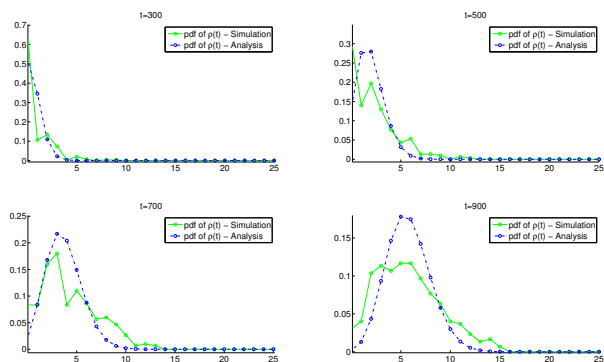 t=300
pdf of ρ(t) − Simulation
pdf of ρ(t) − Analysis
0.7
0.6
0.5
0.4
0.3
0.2
0.1
0
5 10 15 20 25
t=500
pdf of ρ(t) − Simulation
pdf of ρ(t) − Analysis
0.3
0.25
0.2
0.15
0.1
0.05
0
5 10 15 20 25
t=700
pdf of ρ(t) − Simulation
pdf of ρ(t) − Analysis
0.25
0.2
0.15
0.1
0.05
0
5 10 15 20 25
t=900
pdf of ρ(t) − Simulation
pdf of ρ(t) − Analysis
0.15
0.1
0.05
0
5 10 15 20 25